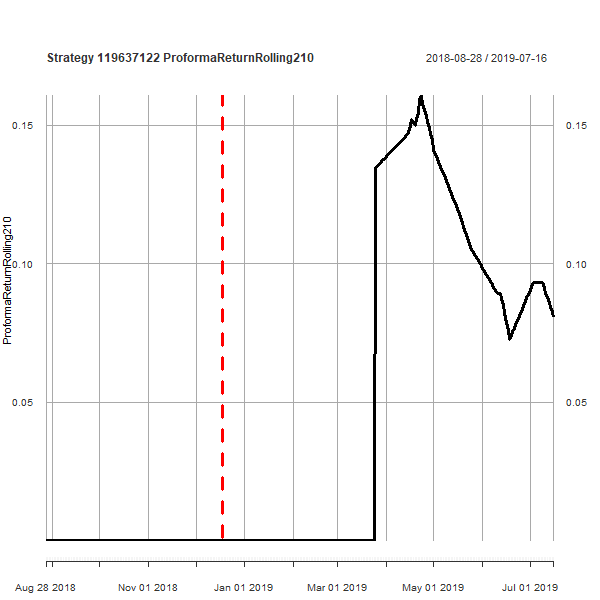 Strategy 119637122 ProformaReturnRolling210
2018-08-28 / 2019-07-16
ProformaReturnRolling210
0.15
0.15
0.10
0.10
0.05
0.05
Aug 28 2018
Nov 01 2018
Jan 01 2019
Mar 01 2019
May 01 2019
Jul 01 2019